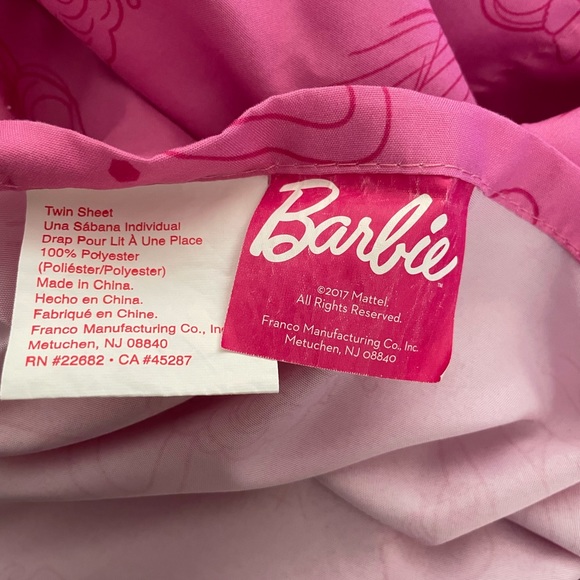 Twin Sheet
Una Sábana Individual
Drap Pour Lit À Une Place
100% Polyester
(Poliéster/Polyester)
Made in China.
Hecho en China.
Fabriqué en Chine.
Franco Manufacturing Co., Inc
Metuchen, NJ 08840
RN #22682 • CA #45287
Barbie™
©2017 Mattel.
All Rights Reserved.
Franco Manufacturing Co., Inc.
Metuchen, NJ 08840